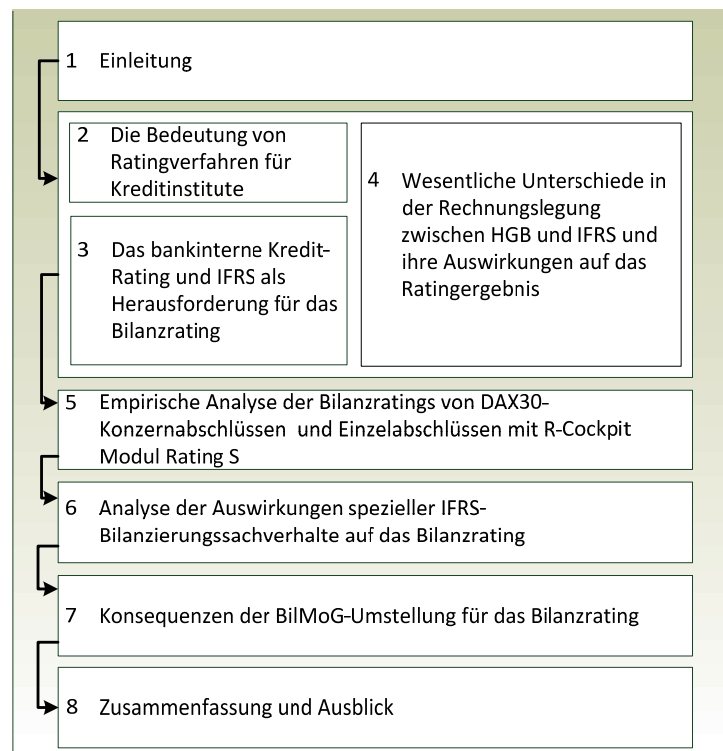 1 Einleitung
2 Die Bedeutung von
Ratingverfahren für
Kreditinstitute
3 Das bankinterne Kredit-
Rating und IFRS als
Herausforderung für das
Bilanzrating
4 Wesentliche Unterschiede in
der Rechnungslegung
zwischen HGB und IFRS und
ihre Auswirkungen auf das
Ratingergebnis
5 Empirische Analyse der Bilanzratings von DAX30-
Konzernabschlüssen und Einzelabschlüssen mit R-Cockpit
Modul Rating S
6 Analyse der Auswirkungen spezieller IFRS-
Bilanzierungssachverhalte auf das Bilanzrating
7 Konsequenzen der BilMoG-Umstellung für das Bilanzrating
8 Zusammenfassung und Ausblick